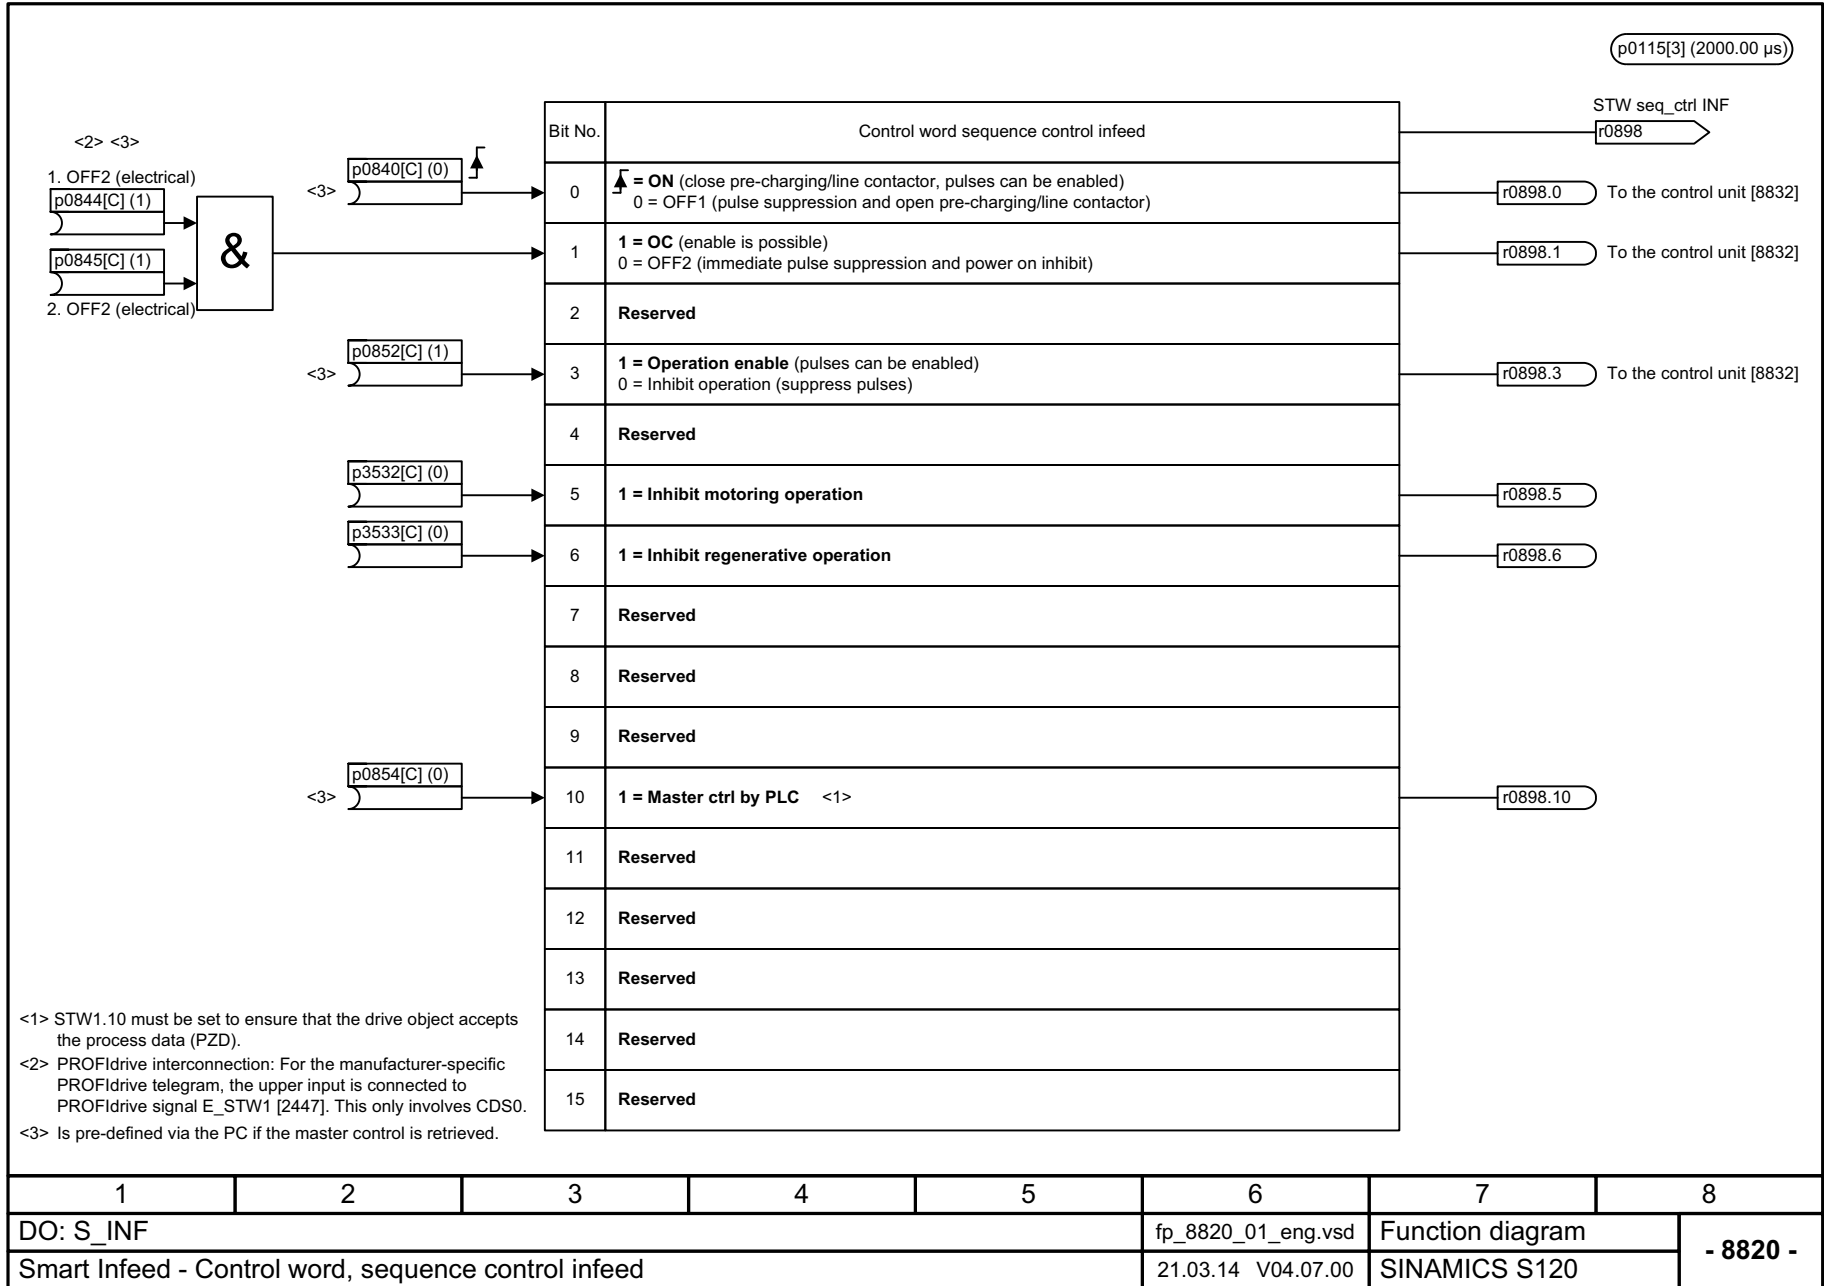 p0115[3] (2000.00 µs)
STW seq_ctrl INF
r0898
<2> <3>
1. OFF2 (electrical)
p0844[C] (1)
&
p0845[C] (1)
2. OFF2 (electrical)
Bit No. Control word sequence control infeed
<3> p0840[C] (0)
0 = ON (close pre-charging/line contactor, pulses can be enabled)
0 = OFF1 (pulse suppression and open pre-charging/line contactor)
r0898.0 To the control unit [8832]
1 1 = OC (enable is possible)
0 = OFF2 (immediate pulse suppression and power on inhibit)
r0898.1 To the control unit [8832]
2 Reserved
<3> p0852[C] (1)
3 1 = Operation enable (pulses can be enabled)
0 = Inhibit operation (suppress pulses)
r0898.3 To the control unit [8832]
4 Reserved
p3532[C] (0)
5 1 = Inhibit motoring operation
r0898.5
p3533[C] (0)
6 1 = Inhibit regenerative operation
r0898.6
7 Reserved
8 Reserved
9 Reserved
<3> p0854[C] (0)
10 1 = Master ctrl by PLC <1>
r0898.10
11 Reserved
12 Reserved
13 Reserved
14 Reserved
15 Reserved
<1> STW1.10 must be set to ensure that the drive object accepts
the process data (PZD).
<2> PROFIdrive interconnection: For the manufacturer-specific
PROFIdrive telegram, the upper input is connected to
PROFIdrive signal E_STW1 [2447]. This only involves CDS0.
<3> Is pre-defined via the PC if the master control is retrieved.
1 2 3 4 5 6 7 8
DO: S_INF fp_8820_01_eng.vsd Function diagram
- 8820 -
Smart Infeed - Control word, sequence control infeed 21.03.14 V04.07.00 SINAMICS S120